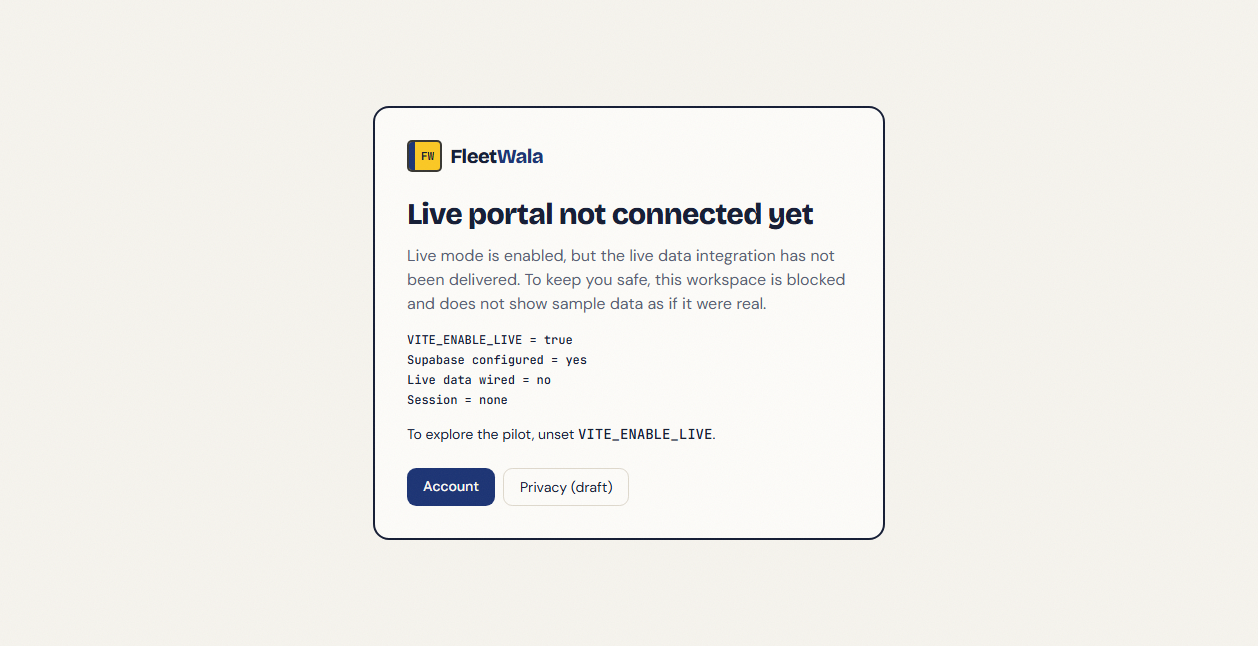 FW FleetWala
Live portal not connected yet
Live mode is enabled, but the live data integration has not
been delivered. To keep you safe, this workspace is blocked
and does not show sample data as if it were real.
VITE_ENABLE_LIVE = true
Supabase configured = yes
Live data wired = no
Session = none
To explore the pilot, unset VITE_ENABLE_LIVE.
Account Privacy (draft)